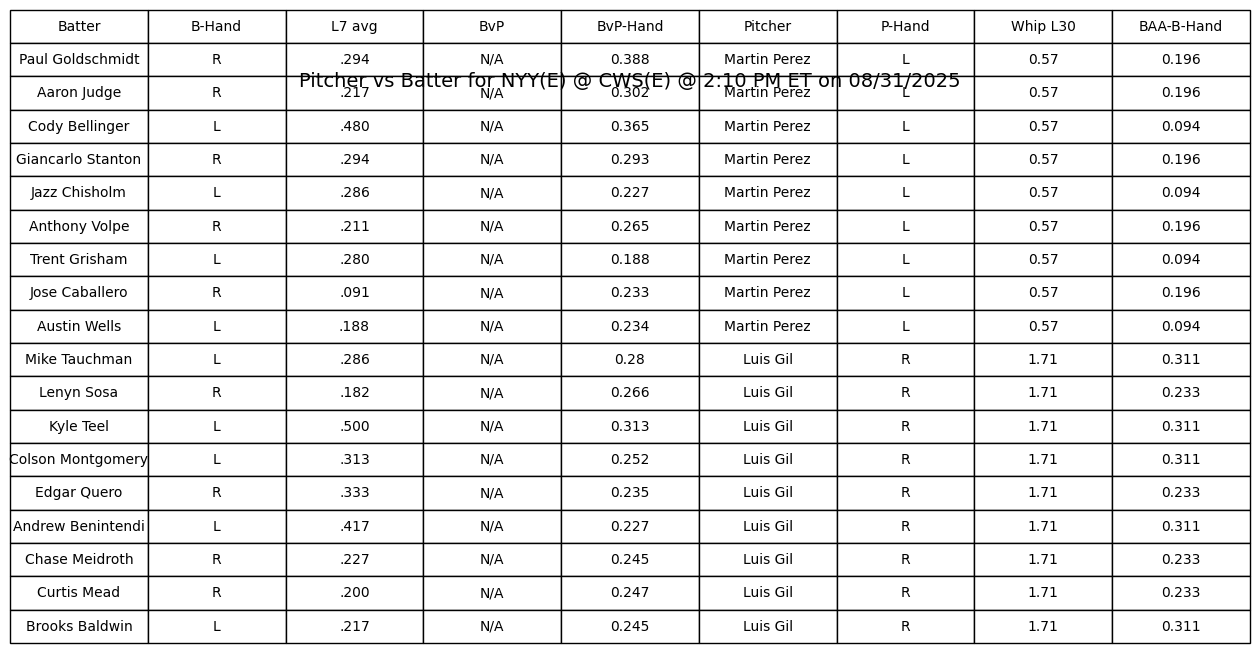 Batter B-Hand L7 avg BvP BvP-Hand Pitcher P-Hand Whip L30 BAA-B-Hand
Paul Goldschmidt R .294 N/A 0.388 Martin Perez L 0.57 0.196
Pitcher vs Batter for NYY(E) @ CWS(E) @ 2:10 PM ET on 08/31/2025
Aaron Judge R .217 N/A 0.302 Martin Perez L 0.57 0.196
Cody Bellinger L .480 N/A 0.365 Martin Perez L 0.57 0.094
Giancarlo Stanton R .294 N/A 0.293 Martin Perez L 0.57 0.196
Jazz Chisholm L .286 N/A 0.227 Martin Perez L 0.57 0.094
Anthony Volpe R .211 N/A 0.265 Martin Perez L 0.57 0.196
Trent Grisham L .280 N/A 0.188 Martin Perez L 0.57 0.094
Jose Caballero R .091 N/A 0.233 Martin Perez L 0.57 0.196
Austin Wells L .188 N/A 0.234 Martin Perez L 0.57 0.094
Mike Tauchman L .286 N/A 0.28 Luis Gil R 1.71 0.311
Lenyn Sosa R .182 N/A 0.266 Luis Gil R 1.71 0.233
Kyle Teel L .500 N/A 0.313 Luis Gil R 1.71 0.311
Colson Montgomery L .313 N/A 0.252 Luis Gil R 1.71 0.311
Edgar Quero R .333 N/A 0.235 Luis Gil R 1.71 0.233
Andrew Benintendi L .417 N/A 0.227 Luis Gil R 1.71 0.311
Chase Meidroth R .227 N/A 0.245 Luis Gil R 1.71 0.233
Curtis Mead R .200 N/A 0.247 Luis Gil R 1.71 0.233
Brooks Baldwin L .217 N/A 0.245 Luis Gil R 1.71 0.311